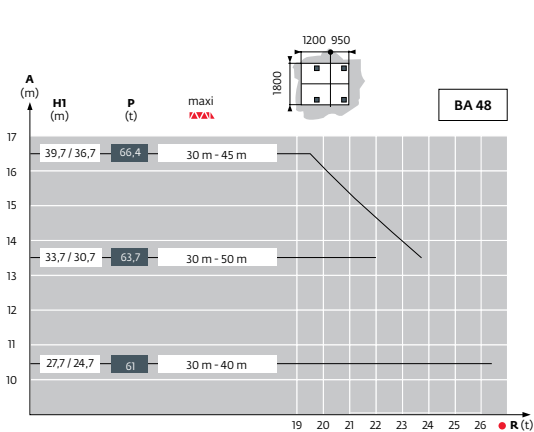 1200 950
1800
A
(m)
H1
(m)
P
(t)
maxi
BA 48
17
39,7 / 36,7 66,4 30 m - 45 m
16
15
14
33,7 / 30,7 63,7 30 m - 50 m
13
12
11
27,7 / 24,7 61 30 m - 40 m
10
19 20 21 22 23 24 25 26 R (t)